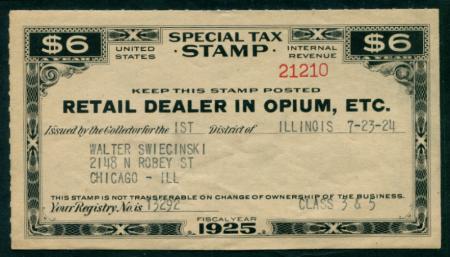 $6 A YEAR SPECIAL TAX $6 A YEAR
UNITED STATES STAMP INTERNAL REVENUE
21210
KEEP THIS STAMP POSTED
RETAIL DEALER IN OPIUM, ETC.
Issued by the Collector for the 1ST District of ILLINOIS 7-23-24
WALTER SWIECINSKI
2148 N ROBEY ST
CHICAGO - ILL
THIS STAMP IS NOT TRANSFERABLE ON CHANGE OF OWNERSHIP OF THE BUSINESS.
Your Registry No. is 13292 CLASS 3 & 5
FISCAL YEAR
1925